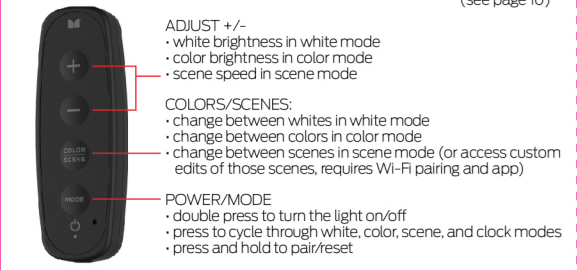 (see page 10)
ADJUST +/-
• white brightness in white mode
• color brightness in color mode
• scene speed in scene mode
COLORS/SCENES:
• change between whites in white mode
• change between colors in color mode
• change between scenes in scene mode (or access custom
edits of those scenes, requires Wi-Fi pairing and app)
POWER/MODE
• double press to turn the light on/off
• press to cycle through white, color, scene, and clock modes
• press and hold to pair/reset
+
−
COLOR
SCENE
MODE